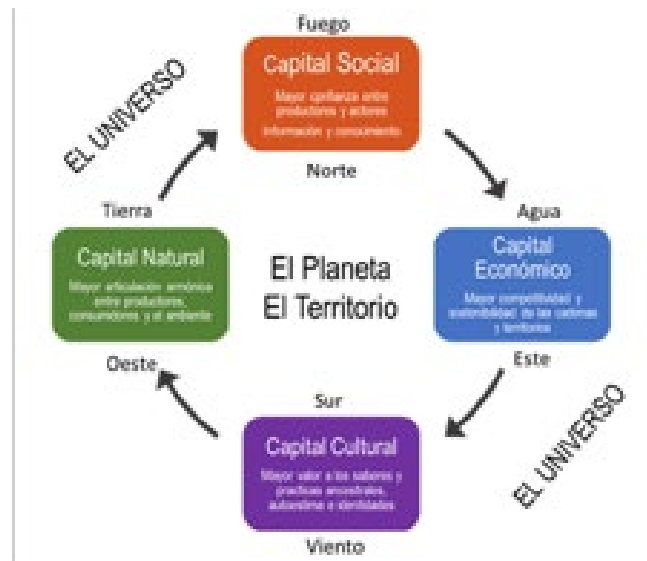 Fuego
Capital Social
Mayor confianza entre
productores y actores
Información y conocimiento
Norte
EL UNIVERSO
Tierra
Capital Natural
Mayor articulación armónica
entre productores,
consumidores y el ambiente
Oeste
El Planeta
El Territorio
Agua
Capital
Económico
Mayor competitividad y
sostenibilidad de las cadenas
y territorios
Este
Sur
Capital Cultural
Mayor valor a los saberes y
practicas ancestrales,
autoestima e identidades
Viento
EL UNIVERSO